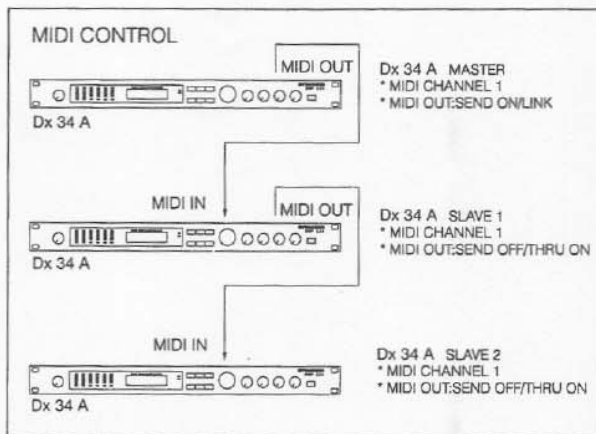 MIDI CONTROL
MIDI OUT
Dx 34 A
Dx 34 A MASTER
* MIDI CHANNEL 1
* MIDI OUT:SEND ON/LINK
MIDI IN
MIDI OUT
Dx 34 A
Dx 34 A SLAVE 1
* MIDI CHANNEL 1
* MIDI OUT:SEND OFF/THRU ON
MIDI IN
Dx 34 A
Dx 34 A SLAVE 2
* MIDI CHANNEL 1
* MIDI OUT:SEND OFF/THRU ON